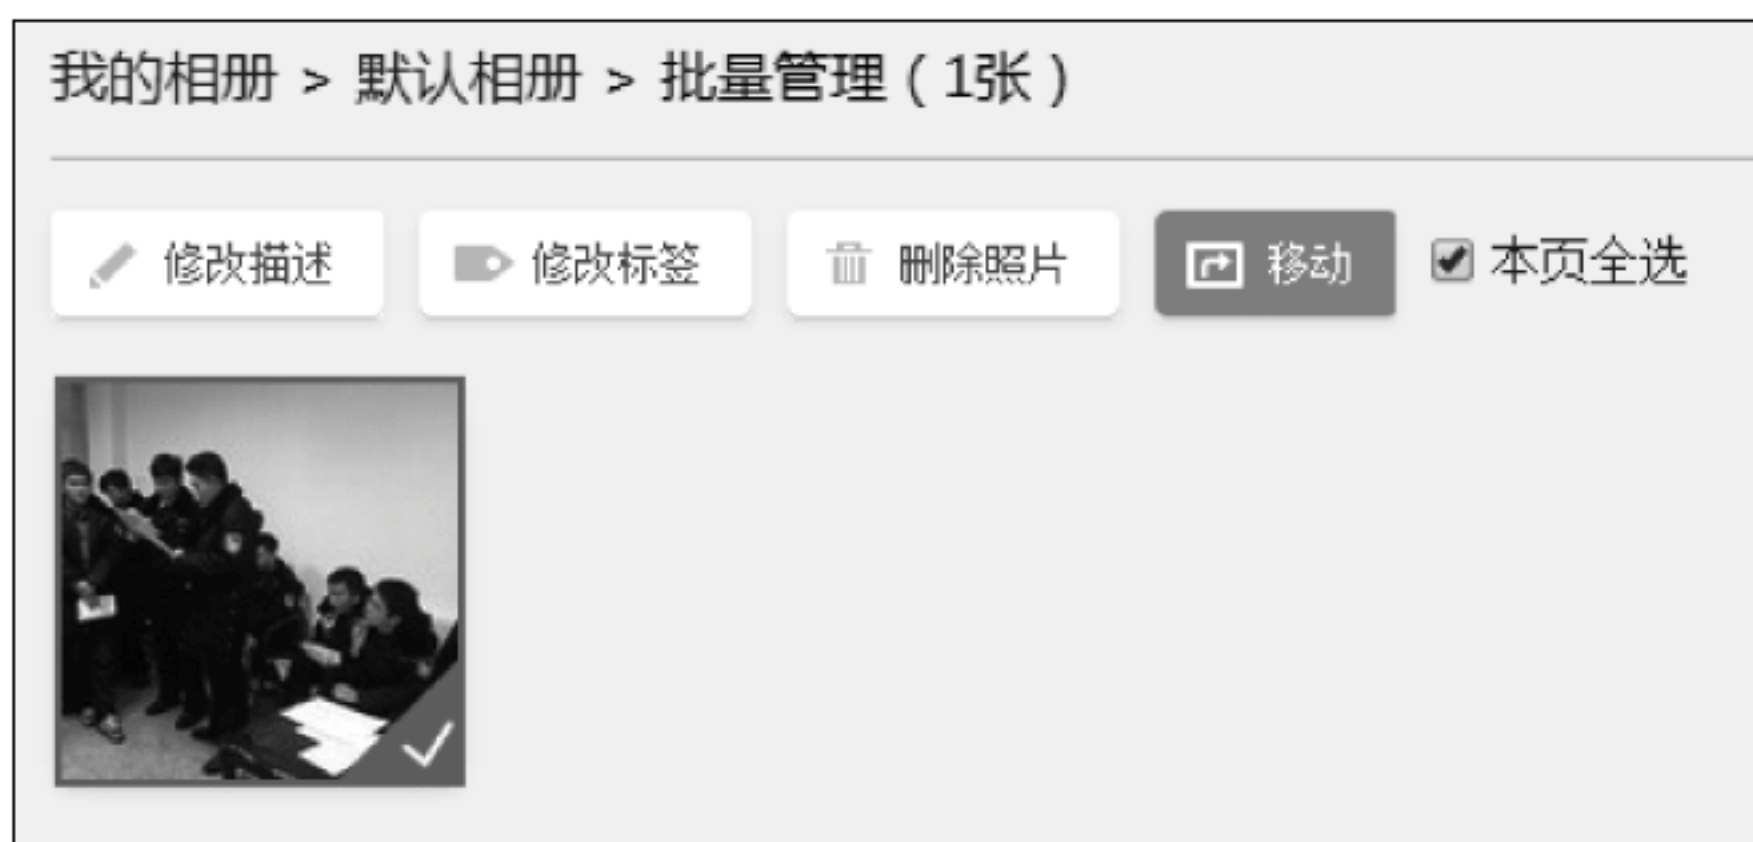 我的相册 > 默认相册 > 批量管理（1张）
修改描述 修改标签 删除照片 移动 本页全选